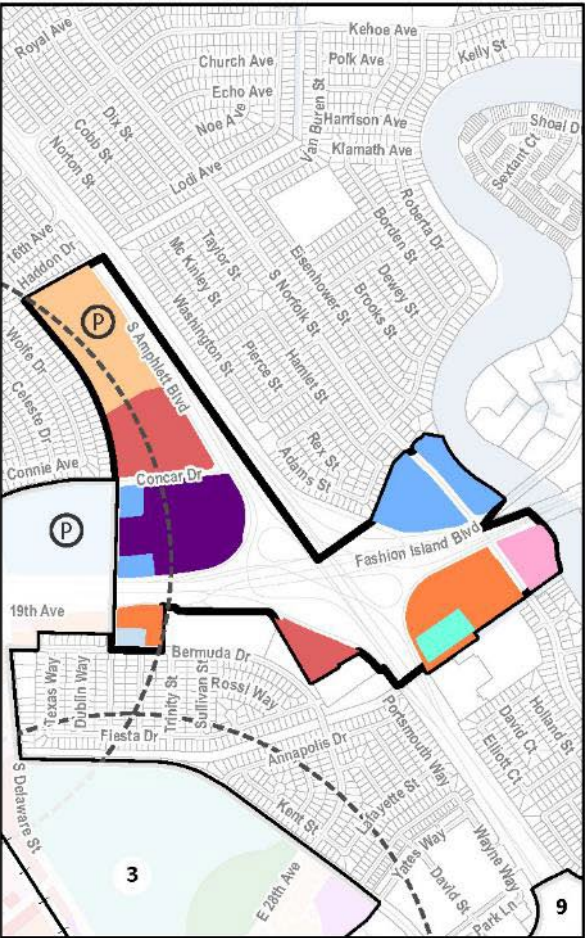 Kehoe Ave
Royal Ave
Church Ave
Polk Ave
Kelly St
Echo Ave
Dix St
Noe Ave
Van Buren St
Harrison Ave
Shoal D
Cobb St
Klamath Ave
Sextant Ct
Norton St
Lodi Ave
Roberta Dr
Borden St
16th Ave
Haddon Dr
Taylor St
Mc Kinley St
Eisenhower St
S Norfolk St
Dewey St
Brooks St
Washington St
P
S Amphlett Blvd
Wolfe Dr
Pierce St
Hamlet St
Celeste Dr
Rex St
Adams St
Connie Ave
Concar Dr
P
Fashion Island Blvd
19th Ave
Bermuda Dr
Texas Way
Dublin Way
Trinity St
Sullivan St
Rossi Way
Fiesta Dr
Annapolis Dr
Portsmouth Way
Holland St
David Ct
Elliott Ct
S Delaware St
Kent St
Lafayette St
Yates Way
Wayne Way
3
E 28th Ave
David St
Park Ln
9